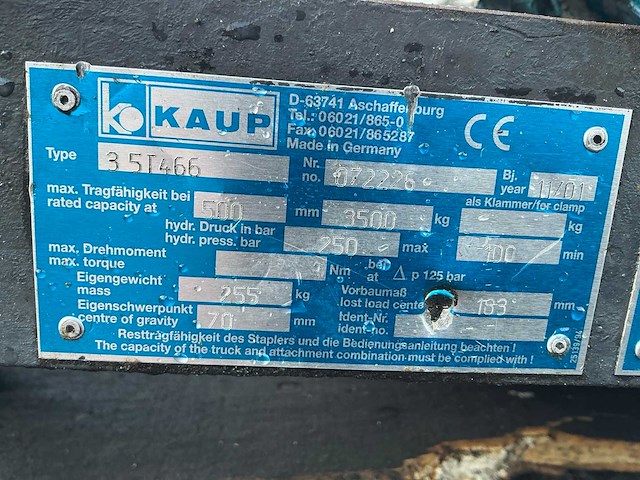 KAUP
D-63741 Aschaffenburg
Tel.: 06021/865-0
Fax: 06021/865287
Made in Germany
CE
Type 3.5T466 Nr. no. 072226 Bj. year 11/01
max. Tragfähigkeit bei
rated capacity at 500 mm 3500 kg als Klammer/for clamp kg
hydr. Druck in bar
hydr. press. bar 250 max 100 min
max. Drehmoment
max. torque Nm bei
at Δ p 125 bar
Eigengewicht
mass 255 kg Vorbaumaß
lost load center 183 mm
Eigenschwerpunkt
centre of gravity 70 mm Ident-Nr.
ident-no.
Resttragfähigkeit des Staplers und die Bedienungsanleitung beachten !
The capacity of the truck and attachment combination must be complied with !